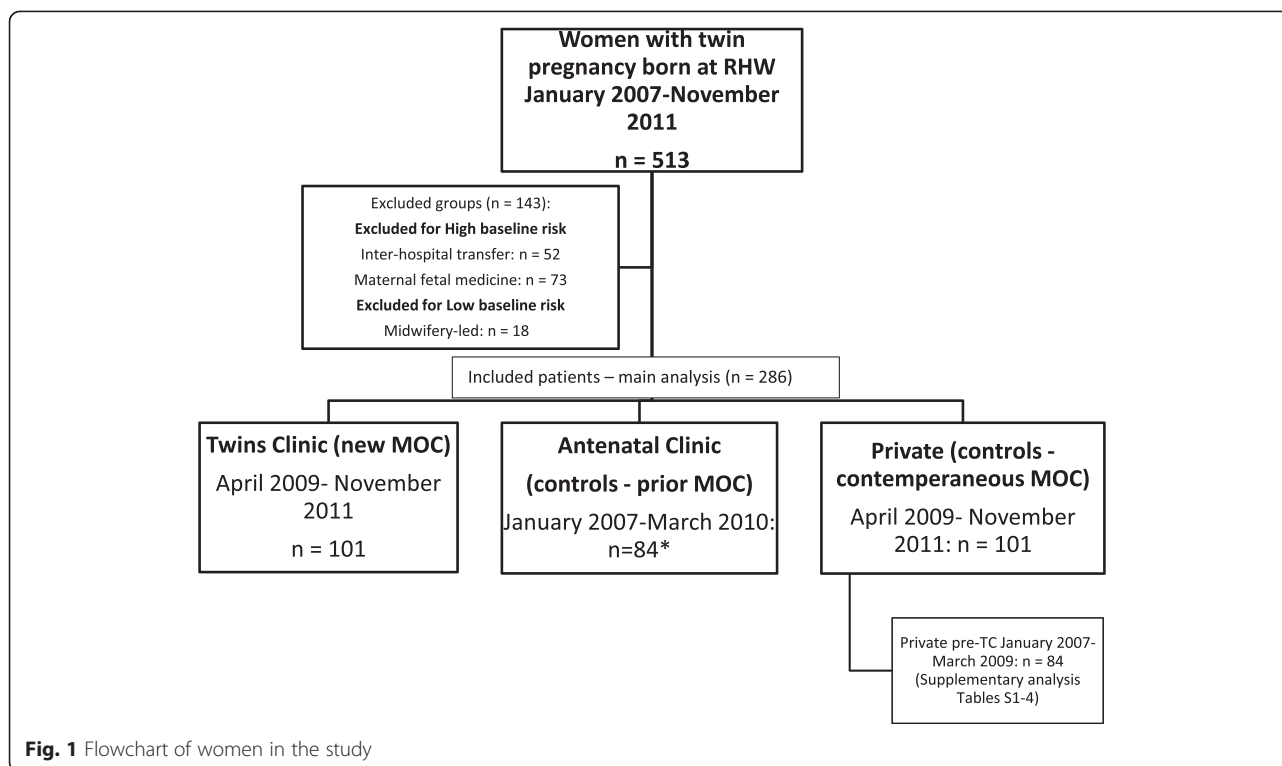 Women with twin
pregnancy born at RHW
January 2007-November
2011
n = 513
Excluded groups (n = 143):
Excluded for High baseline risk
Inter-hospital transfer: n = 52
Maternal fetal medicine: n = 73
Excluded for Low baseline risk
Midwifery-led: n = 18
Included patients – main analysis (n = 286)
Twins Clinic (new MOC)
April 2009- November
2011
n = 101
Antenatal Clinic
(controls - prior MOC)
January 2007-March 2010:
n=84*
Private (controls -
contemperaneous MOC)
April 2009- November
2011: n = 101
Private pre-TC January 2007-
March 2009: n = 84
(Supplementary analysis
Tables S1-4)
Fig. 1 Flowchart of women in the study